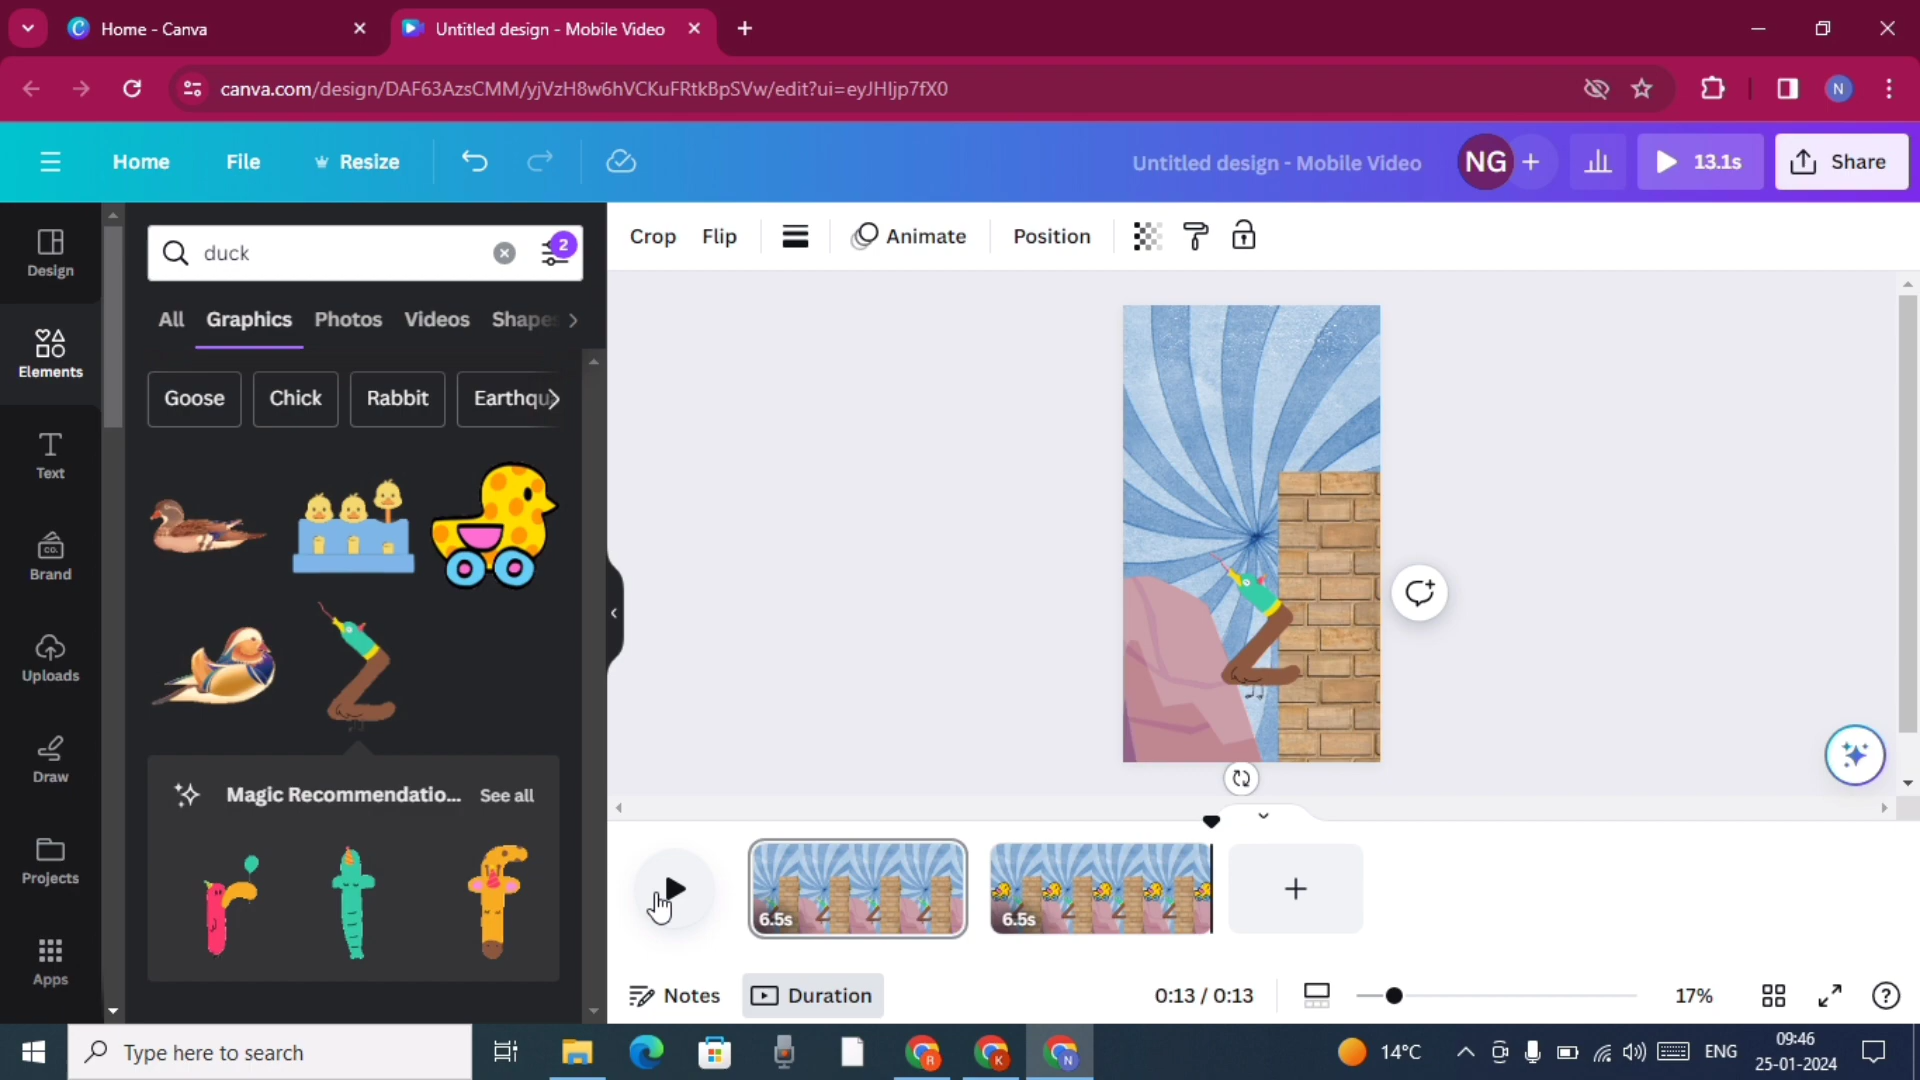 Home - Canva
Untitled design - Mobile Video
canva.com/design/DAF63AzsCMM/yjVzH8w6hVCKuFRtkBpSVw/edit?ui=eyJHIjp7fX0
N
Home
File
Resize
Untitled design - Mobile Video
NG
13.1s
Share
Design
Elements
Text
Brand
Uploads
Draw
Projects
Apps
duck
2
All
Graphics
Photos
Videos
Shapes
Goose
Chick
Rabbit
Earthqu
Magic Recommendatio...
See all
Crop
Flip
Animate
Position
6.5s
6.5s
Notes
Duration
0:13 / 0:13
17%
Type here to search
R
K
N
14°C
ENG
09:46
25-01-2024